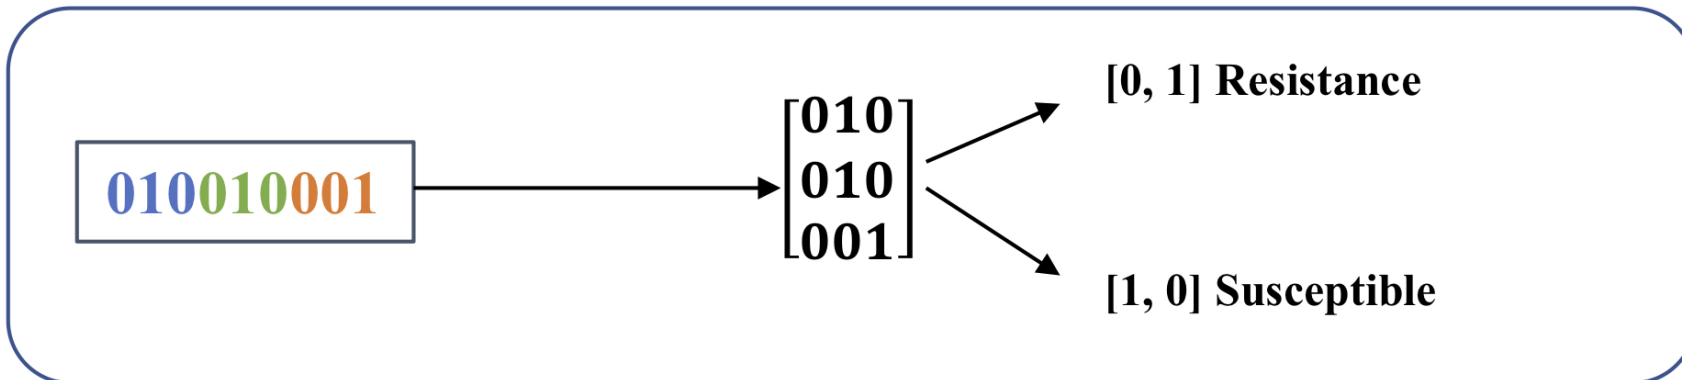 010010001
010
010
001
[0, 1] Resistance
[1, 0] Susceptible